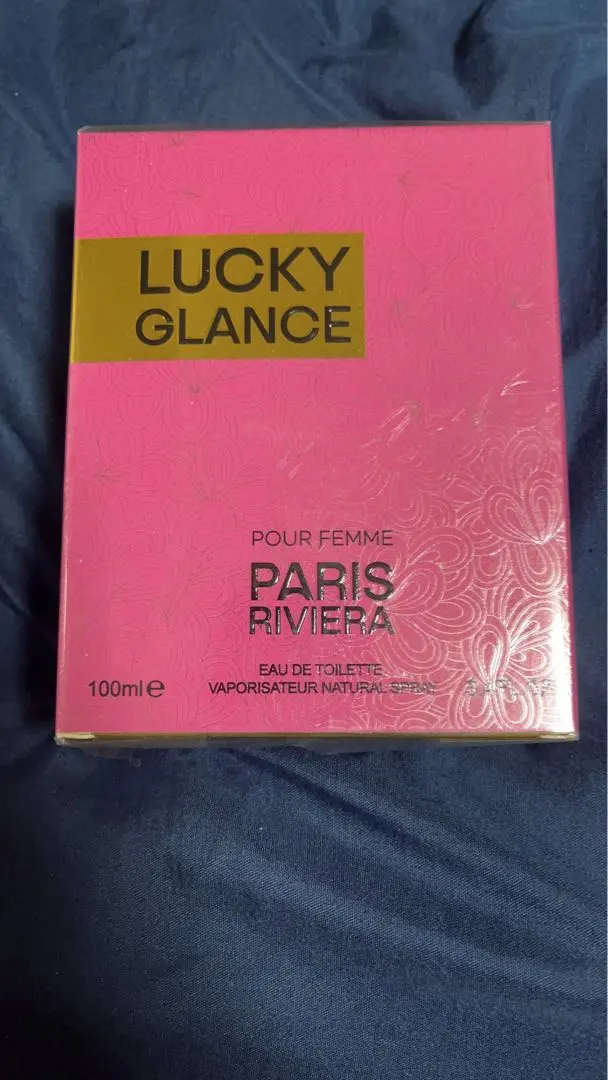 LUCKY
GLANCE
POUR FEMME
PARIS
RIVIERA
EAU DE TOILETTE
100ml e VAPORISATEUR NATURAL SPRAY